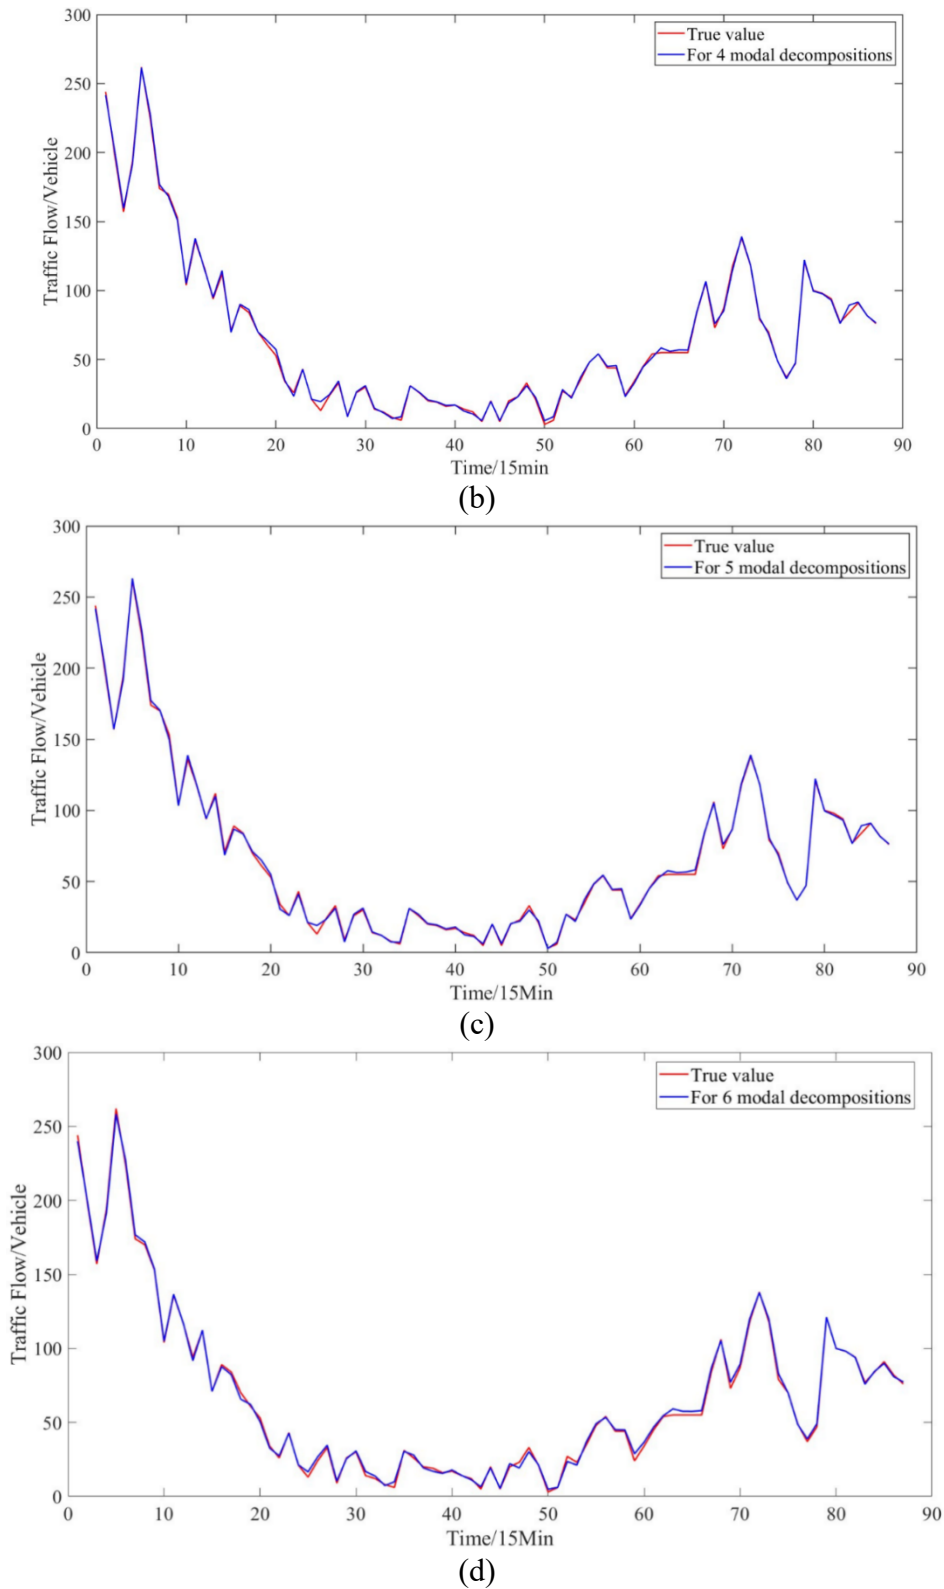 300
True value
For 4 modal decompositions
250
200
150
100
50
0
Traffic Flow/Vehicle
0 10 20 30 40 50 60 70 80 90
Time/15min
(b)
300
True value
For 5 modal decompositions
250
200
150
100
50
0
Traffic Flow/Vehicle
0 10 20 30 40 50 60 70 80 90
Time/15Min
(c)
300
True value
For 6 modal decompositions
250
200
150
100
50
0
Traffic Flow/Vehicle
0 10 20 30 40 50 60 70 80 90
Time/15Min
(d)